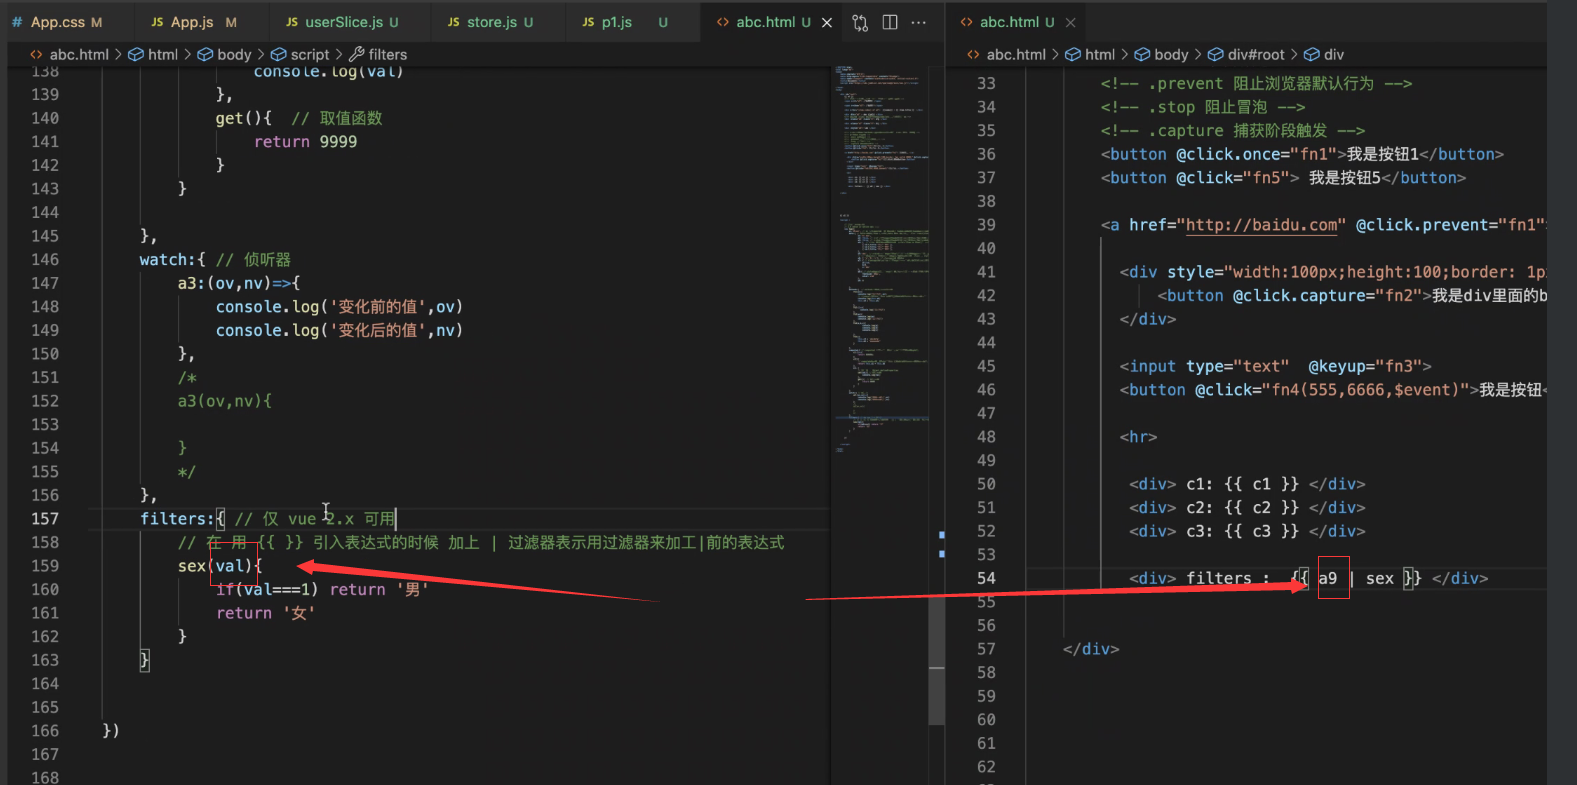 # App.css M
JS App.js M
JS userSlice.js U
JS store.js U
JS p1.js U
<> abc.html U ×
<> abc.html U ×
<> abc.html > html > body > script > filters
138 console.log(val)
139 },
140 get(){ // 取值函数
141 return 9999
142 }
143 }
144
145 },
146 watch:{ // 侦听器
147 a3:(ov,nv)=>{
148 console.log('变化前的值',ov)
149 console.log('变化后的值',nv)
150 },
151 /*
152 a3(ov,nv){
153
154 }
155 */
156 },
157 filters:{ // 仅 vue 2.x 可用
158 // 在 用 {{ }} 引入表达式的时候 加上 | 过滤器表示用过滤器来加工|前的表达式
159 sex(val){
160 if(val===1) return '男'
161 return '女'
162 }
163 }
164
165
166 })
167
168
<> abc.html > html > body > div#root > div
33 <!-- .prevent 阻止浏览器默认行为 -->
34 <!-- .stop 阻止冒泡 -->
35 <!-- .capture 捕获阶段触发 -->
36 <button @click.once="fn1">我是按钮1</button>
37 <button @click="fn5"> 我是按钮5</button>
38
39 <a href="http://baidu.com" @click.prevent="fn1"
40
41 <div style="width:100px;height:100;border: 1p
42 <button @click.capture="fn2">我是div里面的b
43 </div>
44
45 <input type="text" @keyup="fn3">
46 <button @click="fn4(555,6666,$event)">我是按钮<
47
48 <hr>
49
50 <div> c1: {{ c1 }} </div>
51 <div> c2: {{ c2 }} </div>
52 <div> c3: {{ c3 }} </div>
53
54 <div> filters : {{ a9 | sex }} </div>
55
56
57 </div>
58
59
60
61
62